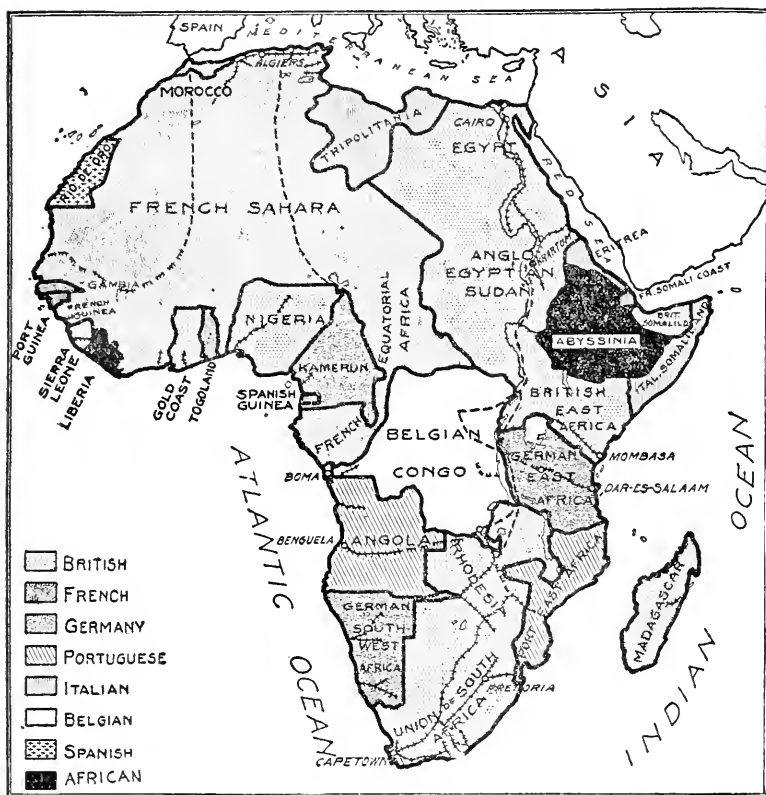 SPAIN
MEDITERRANEAN SEA
ASIA
ALGIERS
MOROCCO
TRIPOLITANIA
CAIRO
EGYPT
RED SEA
RIO DE ORO
FRENCH SAHARA
ANGLO
EGYPTIAN
SUDAN
KHARTOM
ERITREA
FR. SOMALI COAST
GAMBIA
FRENCH
GUINEA
PORT
GUINEA
SIERRA
LEONE
LIBERIA
GOLD
COAST
TOGOLAND
NIGERIA
KAMERUN
EQUATORIAL
AFRICA
ABYSSINIA
BRIT.
SOMALILD
ITAL. SOMALILAND
SPANISH
GUINEA
FRENCH
BELGIAN
CONGO
BRITISH
EAST
AFRICA
GERMAN
EAST
AFRICA
MOMBASA
DAR-ES-SALAAM
BOMA
ATLANTIC
OCEAN
INDIAN
OCEAN
BENGUELA
ANGOLA
RHODESIA
PORT. EAST AFRICA
MADAGASCAR
GERMAN
SOUTH
WEST
AFRICA
UNION OF SOUTH
AFRICA
PRETORIA
CAPETOWN
BRITISH
FRENCH
GERMANY
PORTUGUESE
ITALIAN
BELGIAN
SPANISH
AFRICAN